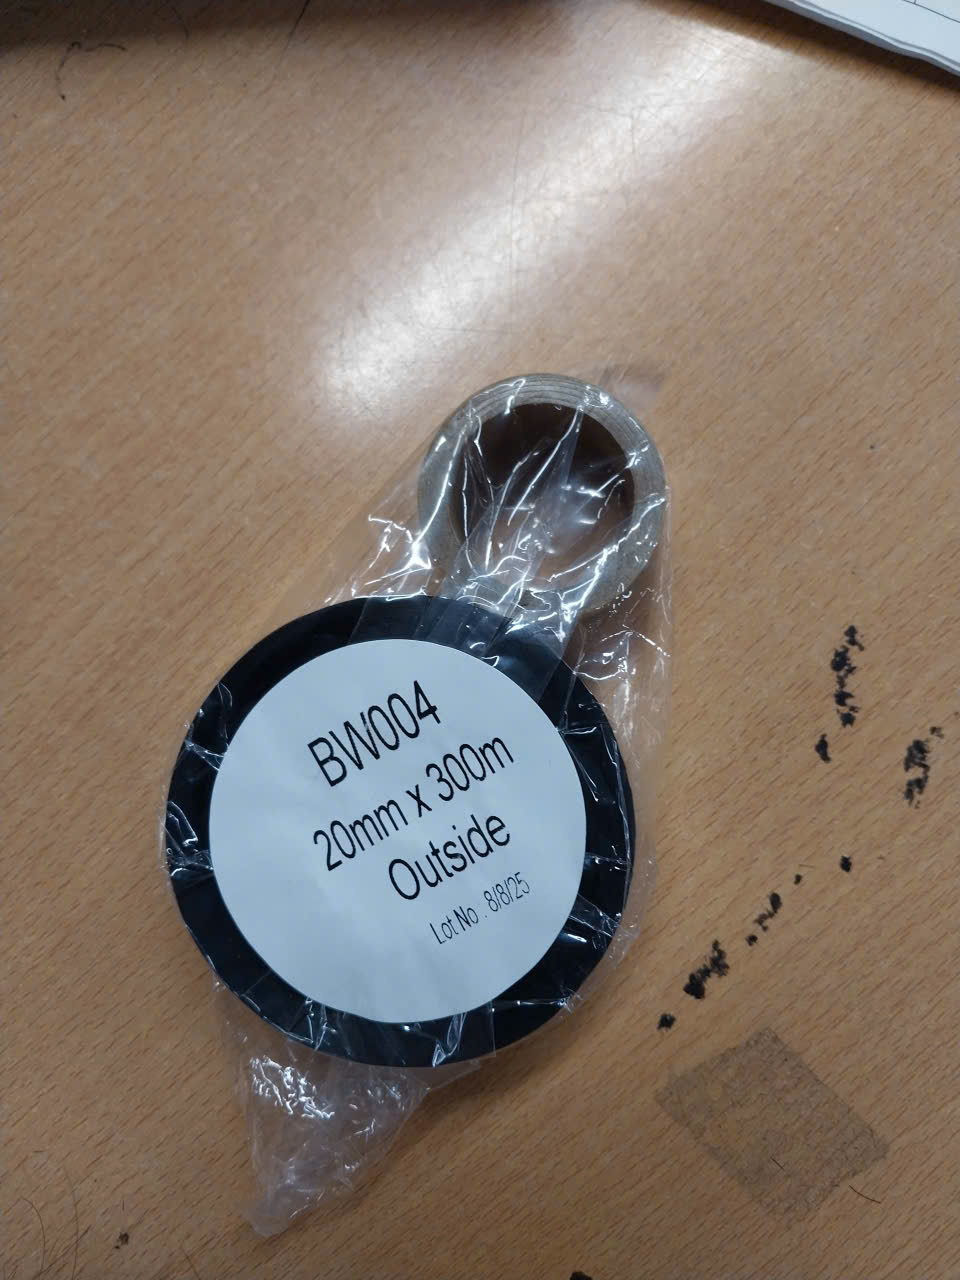 BW004
20mm x 300m
Outside
Lot No . 8/8/25